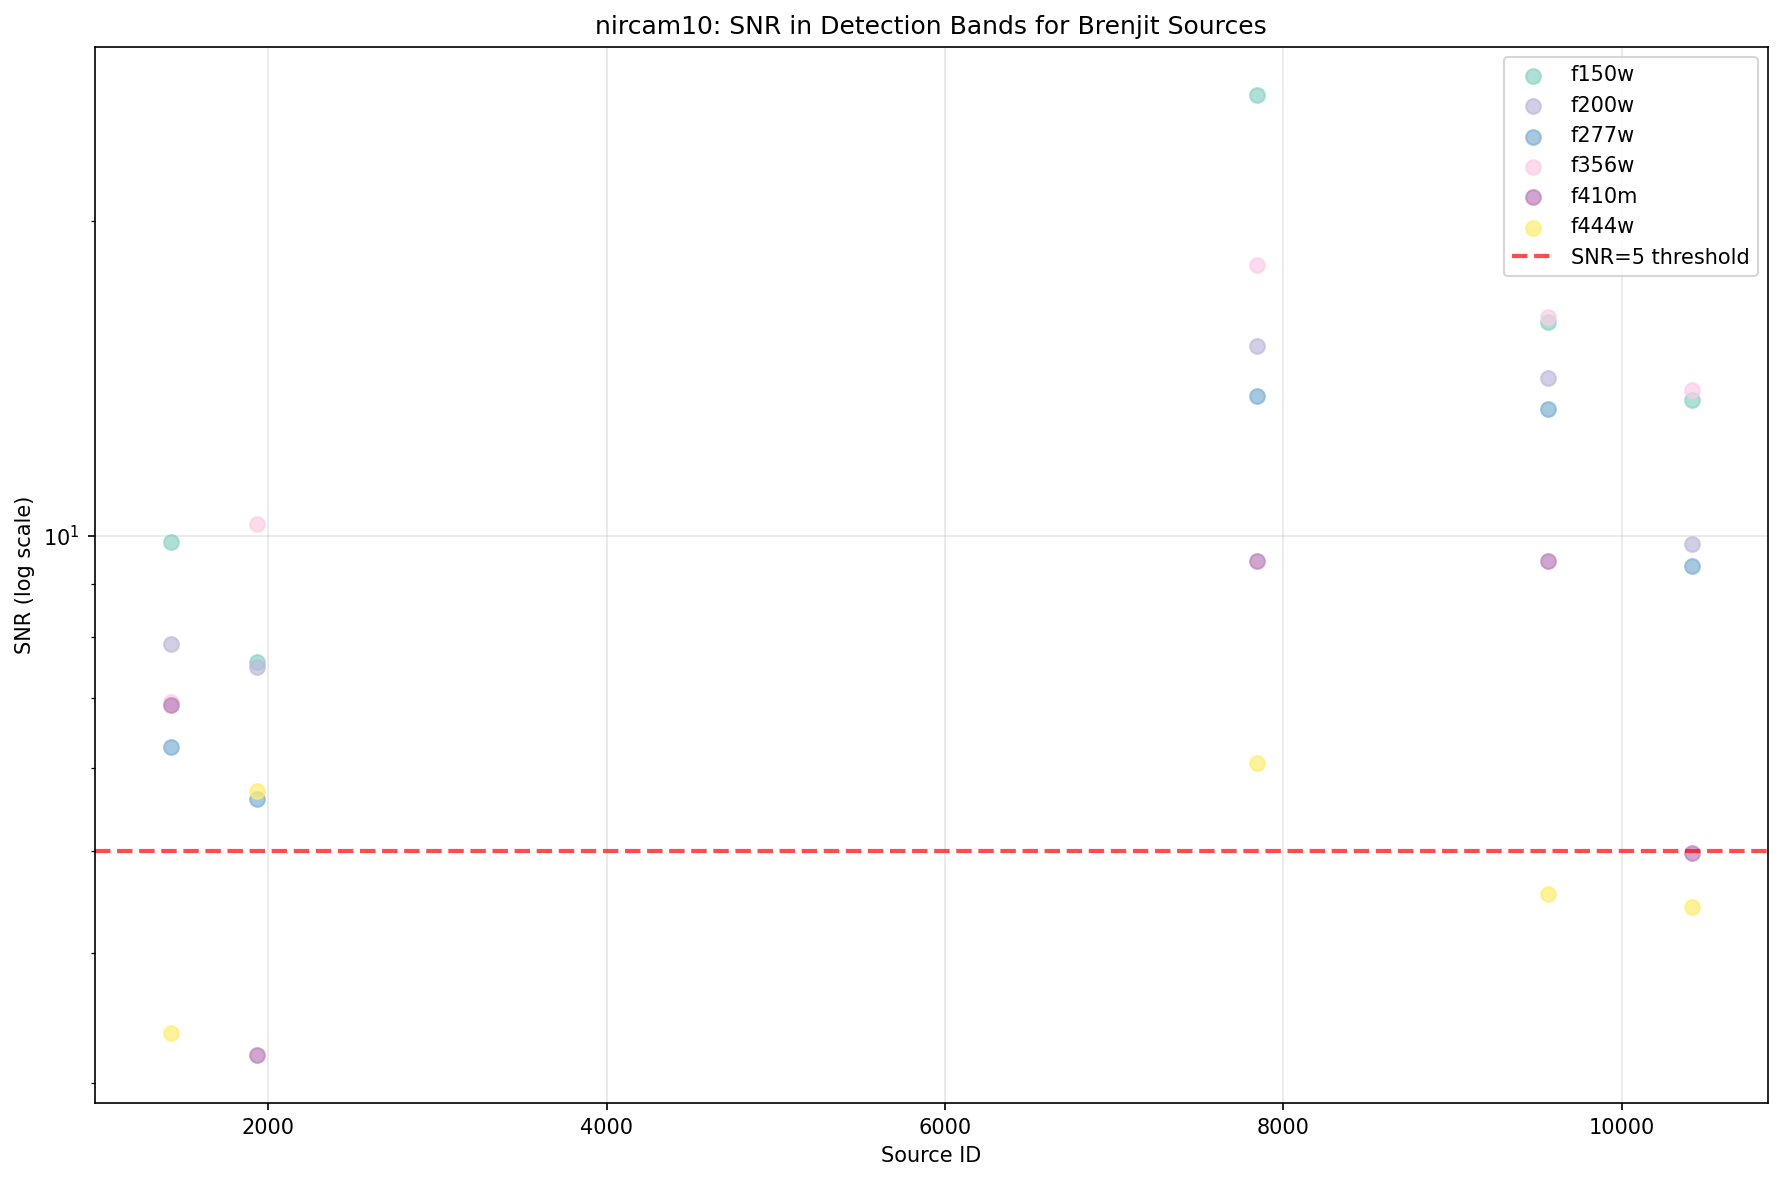 nircam10: SNR in Detection Bands for Brenjit Sources
f150w
f200w
f277w
f356w
f410m
f444w
SNR=5 threshold
SNR (log scale)
10¹
2000
4000
6000
8000
10000
Source ID